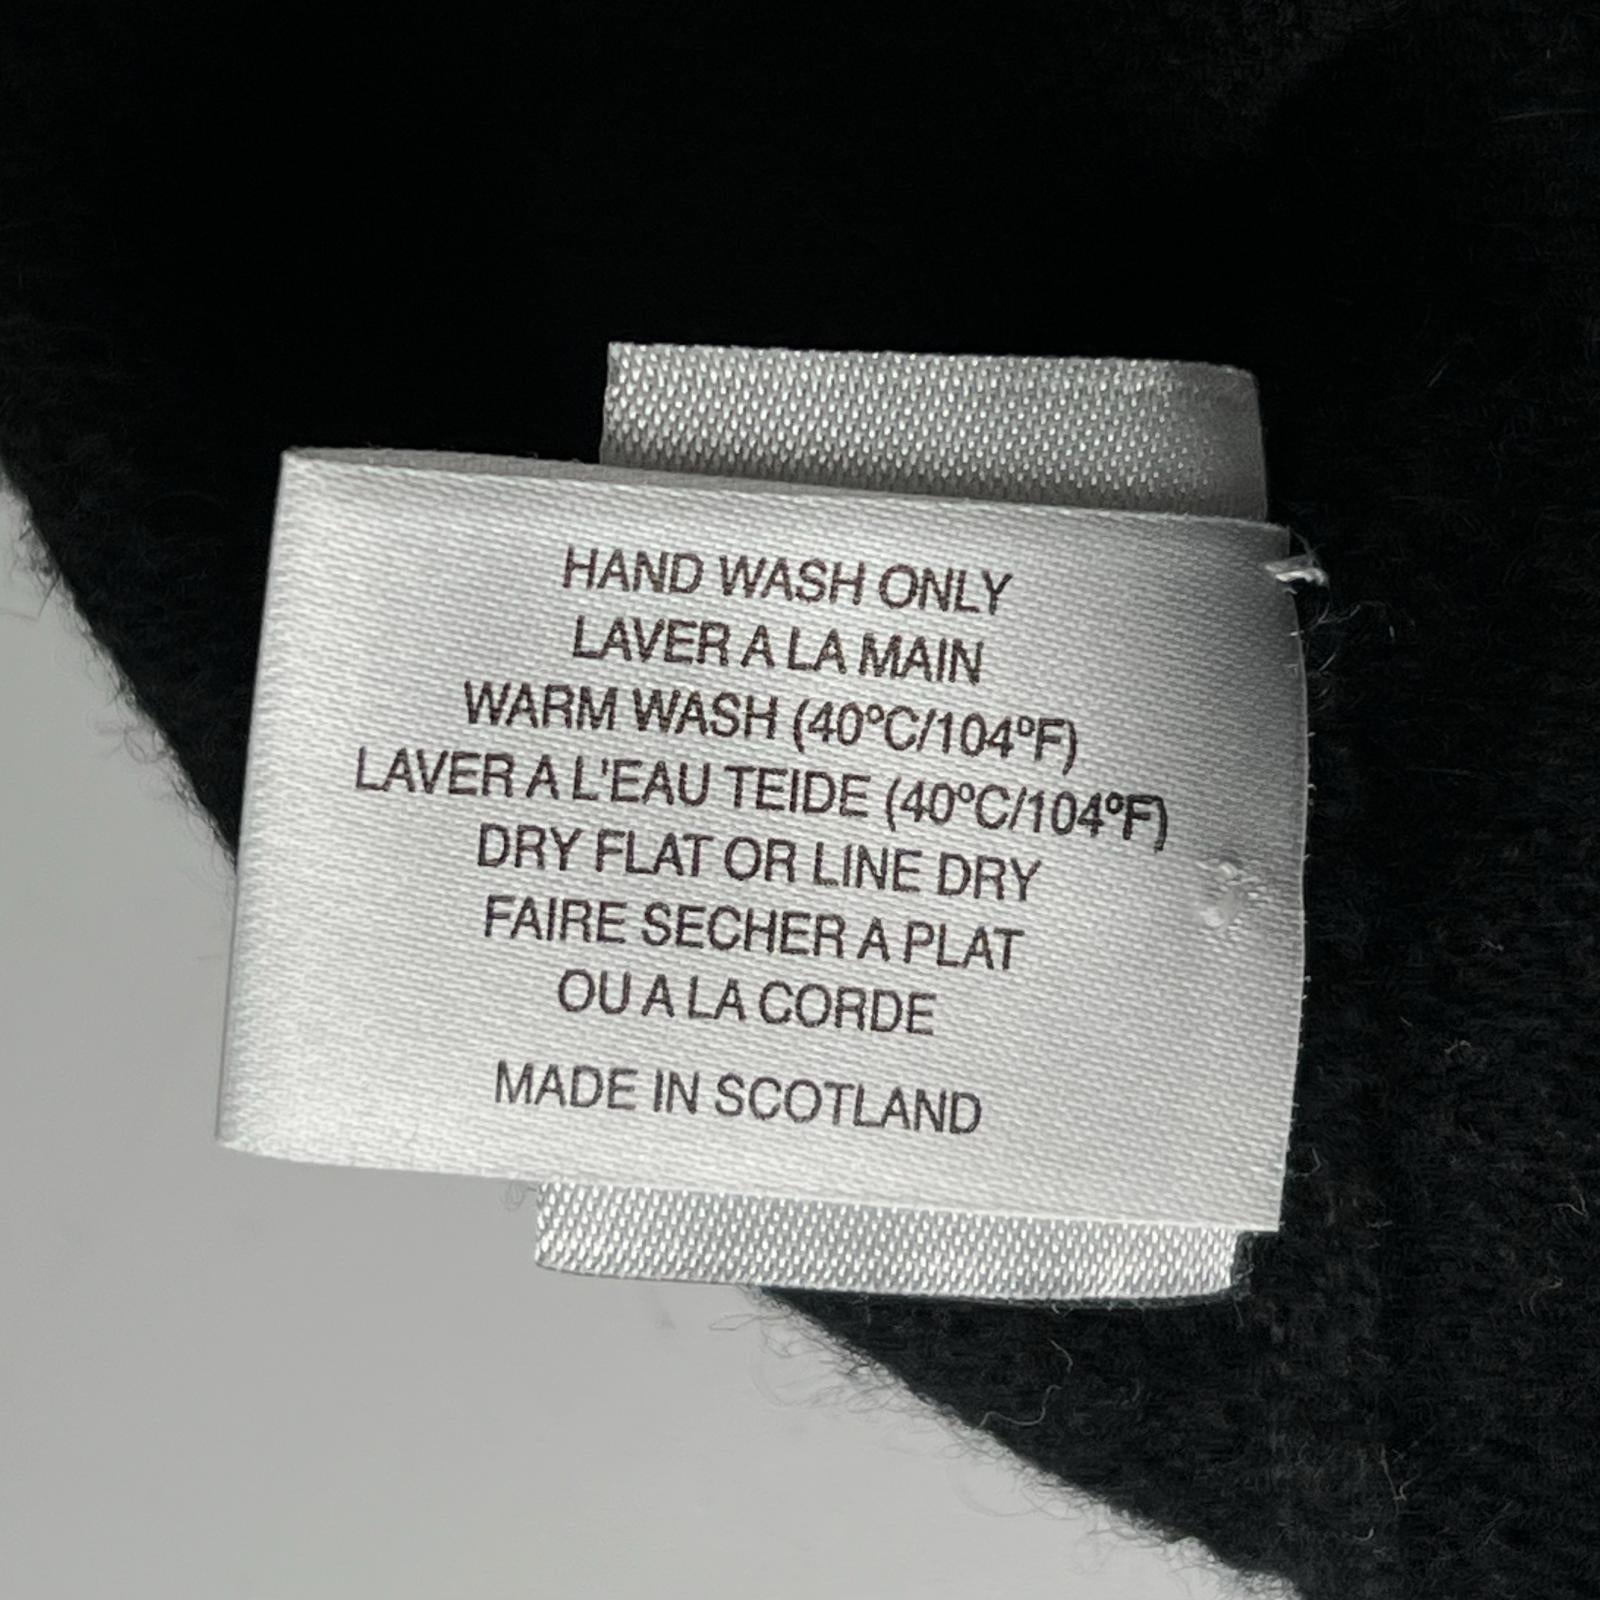 HAND WASH ONLY
LAVER A LA MAIN
WARM WASH (40ºC/104ºF)
LAVER A L'EAU TEIDE (40ºC/104ºF)
DRY FLAT OR LINE DRY
FAIRE SECHER A PLAT
OU A LA CORDE
MADE IN SCOTLAND